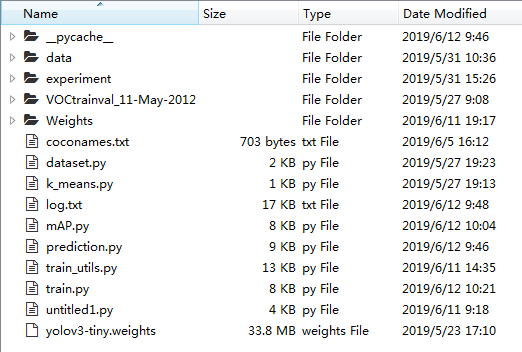 Name Size Type Date Modified
__pycache__ File Folder 2019/6/12 9:46
data File Folder 2019/5/31 10:36
experiment File Folder 2019/5/31 15:26
VOCtrainval_11-May-2012 File Folder 2019/5/27 9:08
Weights File Folder 2019/6/11 19:17
coconames.txt 703 bytes txt File 2019/6/5 16:12
dataset.py 2 KB py File 2019/5/27 19:23
k_means.py 1 KB py File 2019/5/27 19:13
log.txt 17 KB txt File 2019/6/12 9:48
mAP.py 8 KB py File 2019/6/12 10:04
prediction.py 9 KB py File 2019/6/12 9:46
train_utils.py 13 KB py File 2019/6/11 14:35
train.py 8 KB py File 2019/6/12 10:21
untitled1.py 4 KB py File 2019/6/11 9:18
yolov3-tiny.weights 33.8 MB weights File 2019/5/23 17:10